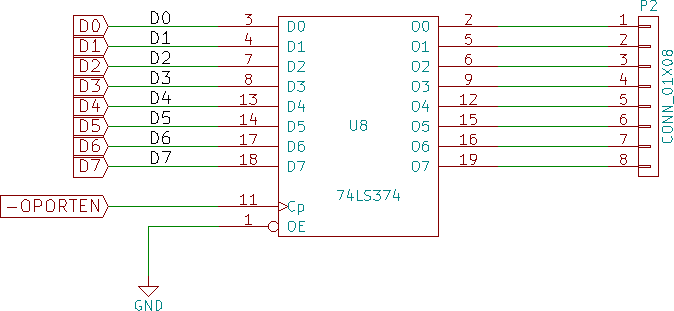 P2
D0 D0 3 D0 O0 2 1
D1 D1 4 D1 O1 5 2
D2 D2 7 D2 O2 6 3
D3 D3 8 D3 O3 9 4
D4 D4 13 D4 O4 12 5
D5 D5 14 D5 O5 15 6
D6 D6 17 D6 O6 16 7
D7 D7 18 D7 O7 19 8
CONN_01X08
U8
74LS374
-OPORTEN 11 Cp
1 OE
GND